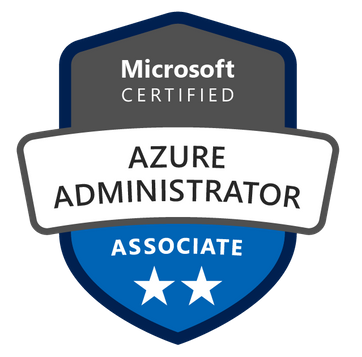 Microsoft
CERTIFIED
AZURE
ADMINISTRATOR
ASSOCIATE